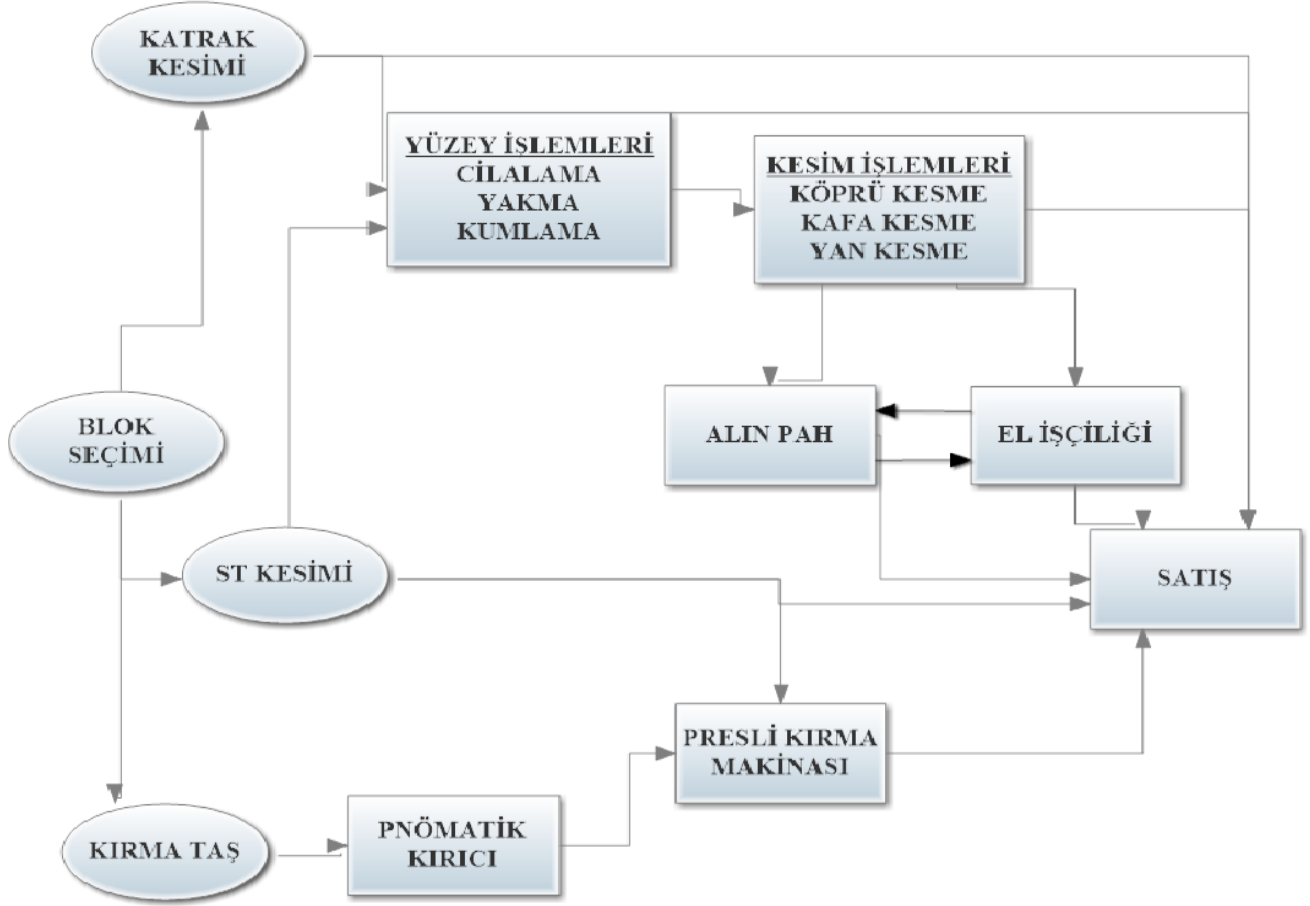 KATRAK
KESİMİ
YÜZEY İŞLEMLERİ
CİLALAMA
YAKMA
KUMLAMA
KESİM İŞLEMLERİ
KÖPRÜ KESME
KAFA KESME
YAN KESME
BLOK
SEÇİMİ
ALIN PAH
EL İŞÇİLİĞİ
ST KESİMİ
SATIŞ
PRESLİ KIRMA
MAKİNASI
KIRMA TAŞ
PNÖMATİK
KIRICI